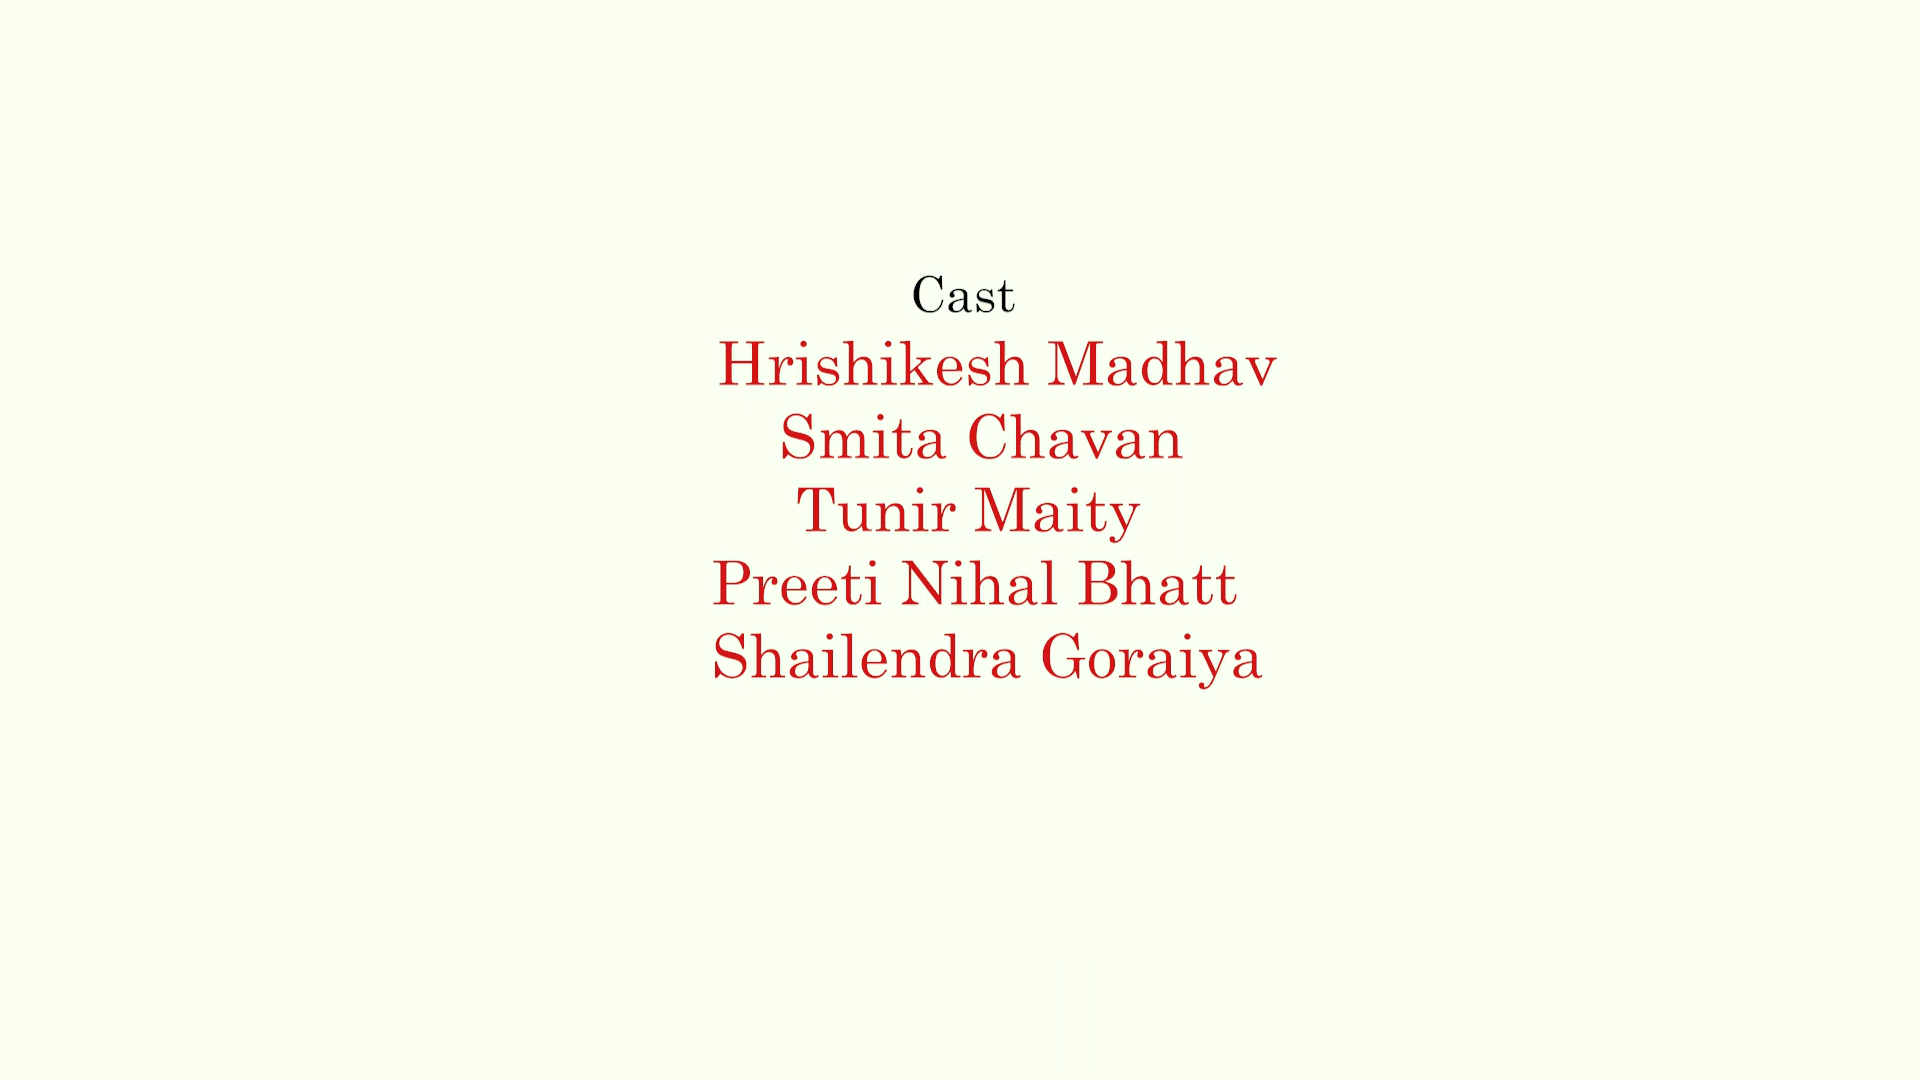 Cast
Hrishikesh Madhav
Smita Chavan
Tunir Maity
Preeti Nihal Bhatt
Shailendra Goraiya